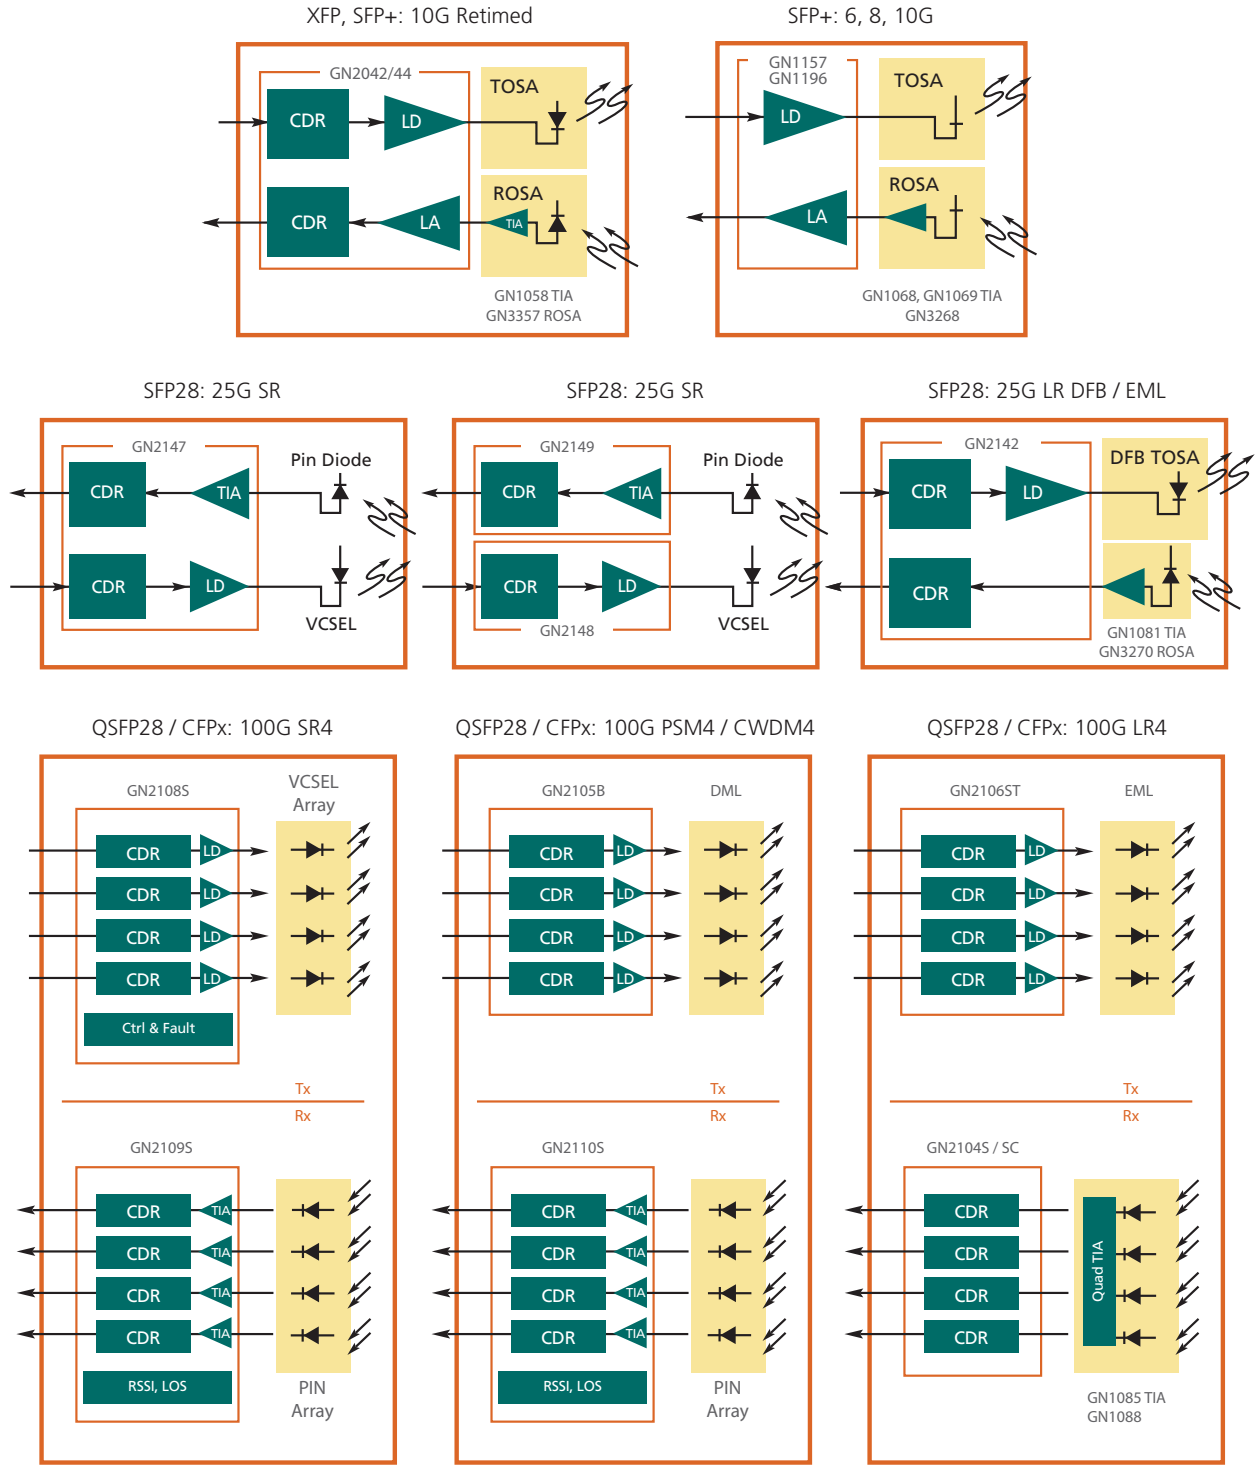 XFP, SFP+: 10G Retimed
GN2042/44
CDR
LD
TOSA
CDR
LA
ROSA
TIA
GN1058 TIA
GN3357 ROSA
SFP+: 6, 8, 10G
GN1157
GN1196
LD
TOSA
LA
ROSA
GN1068, GN1069 TIA
GN3268
SFP28: 25G SR
GN2147
CDR
TIA
Pin Diode
CDR
LD
VCSEL
SFP28: 25G SR
GN2149
CDR
TIA
Pin Diode
CDR
LD
VCSEL
GN2148
SFP28: 25G LR DFB / EML
GN2142
CDR
LD
DFB TOSA
CDR
GN1081 TIA
GN3270 ROSA
QSFP28 / CFPx: 100G SR4
GN2108S
VCSEL
Array
CDR
LD
CDR
LD
CDR
LD
CDR
LD
Ctrl & Fault
Tx
Rx
GN2109S
CDR
TIA
CDR
TIA
CDR
TIA
CDR
TIA
RSSI, LOS
PIN
Array
QSFP28 / CFPx: 100G PSM4 / CWDM4
GN2105B
DML
CDR
LD
CDR
LD
CDR
LD
CDR
LD
Tx
Rx
GN2110S
CDR
TIA
CDR
TIA
CDR
TIA
CDR
TIA
RSSI, LOS
PIN
Array
QSFP28 / CFPx: 100G LR4
GN2106ST
EML
CDR
LD
CDR
LD
CDR
LD
CDR
LD
Tx
Rx
GN2104S / SC
CDR
CDR
CDR
CDR
Quad TIA
GN1085 TIA
GN1088